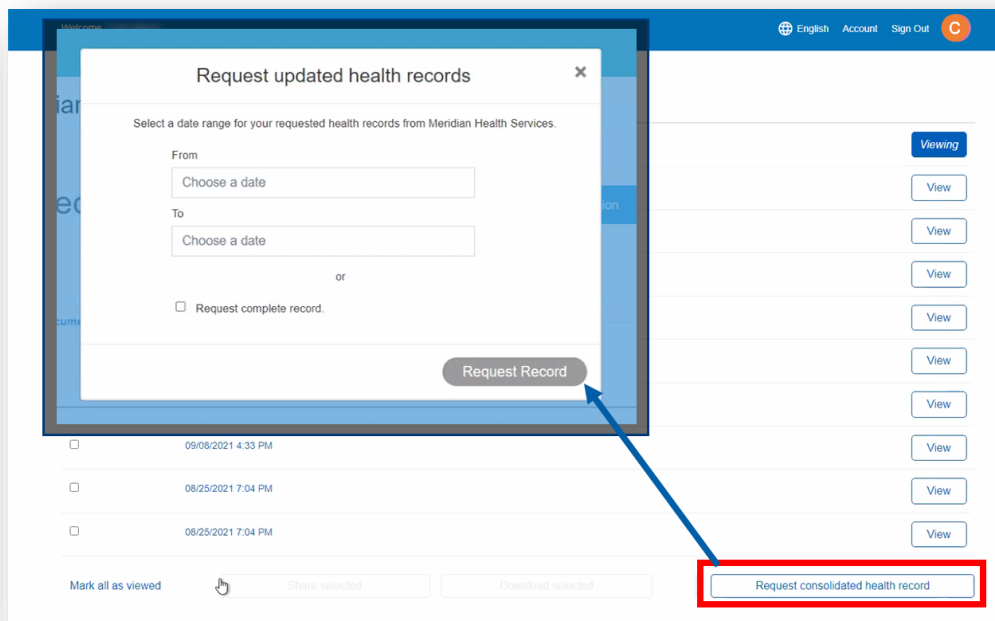 Welcome
English Account Sign Out C
Request updated health records ×
Select a date range for your requested health records from Meridian Health Services.
From
Choose a date
To
Choose a date
or
Request complete record.
Request Record
Viewing
View
View
View
View
View
View
09/08/2021 4:33 PM View
08/25/2021 7:04 PM View
08/25/2021 7:04 PM View
Mark all as viewed Share selected Download selected Request consolidated health record